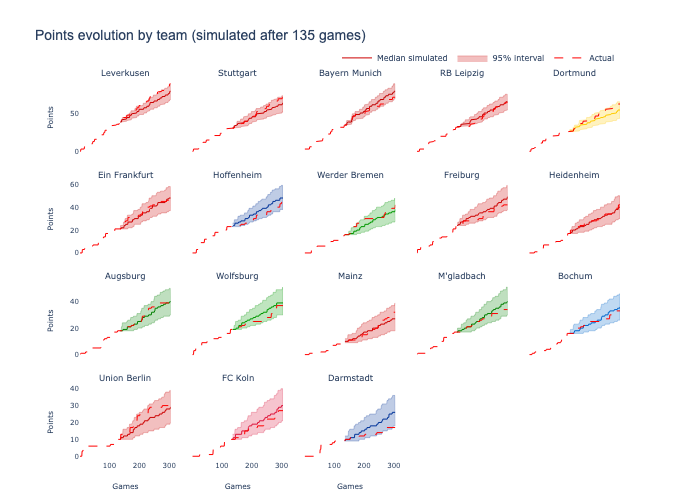 Points evolution by team (simulated after 135 games)
Median simulated 95% interval Actual
Leverkusen Stuttgart Bayern Munich RB Leipzig Dortmund
Points
50
0
Ein Frankfurt Hoffenheim Werder Bremen Freiburg Heidenheim
Points
60
40
20
0
Augsburg Wolfsburg Mainz M'gladbach Bochum
Points
40
20
0
Union Berlin FC Koln Darmstadt
Points
40
30
20
10
0
100 200 300 100 200 300 100 200 300
Games Games Games